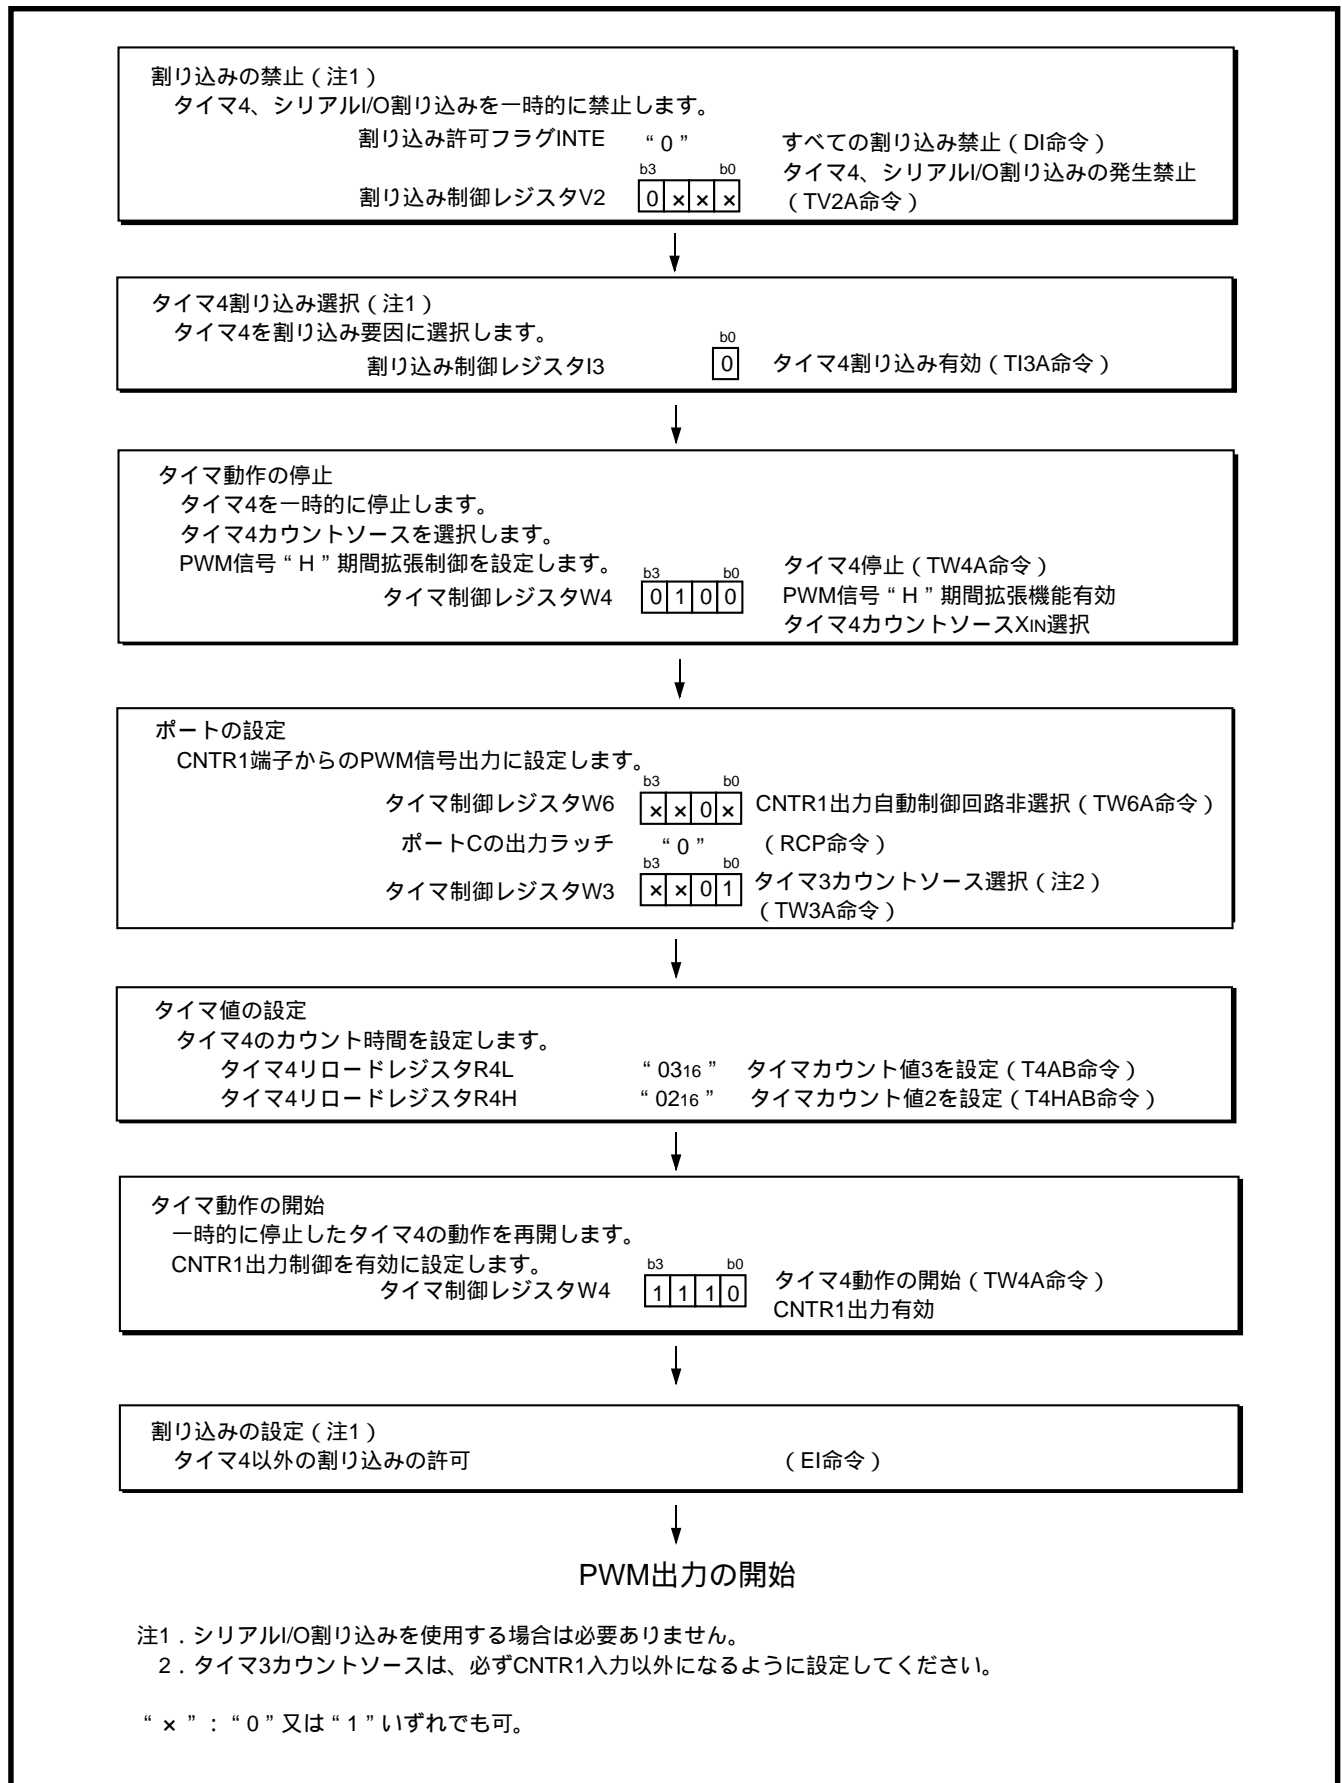 割り込みの禁止(注1)
タイマ4、シリアルI/O割り込みを一時的に禁止します。
割り込み許可フラグINTE “0” すべての割り込み禁止(DI命令)
b3 b0
割り込み制御レジスタV2 0 × × × タイマ4、シリアルI/O割り込みの発生禁止
(TV2A命令)
タイマ4割り込み選択(注1)
タイマ4を割り込み要因に選択します。
b0
割り込み制御レジスタI3 0 タイマ4割り込み有効(TI3A命令)
タイマ動作の停止
タイマ4を一時的に停止します。
タイマ4カウントソースを選択します。
PWM信号“H”期間拡張制御を設定します。
b3 b0
タイマ制御レジスタW4 0 1 0 0 タイマ4停止(TW4A命令)
PWM信号“H”期間拡張機能有効
タイマ4カウントソースXIN選択
ポートの設定
CNTR1端子からのPWM信号出力に設定します。
b3 b0
タイマ制御レジスタW6 × × 0 × CNTR1出力自動制御回路非選択(TW6A命令)
ポートCの出力ラッチ “0” (RCP命令)
b3 b0
タイマ制御レジスタW3 × × 0 1 タイマ3カウントソース選択(注2)
(TW3A命令)
タイマ値の設定
タイマ4のカウント時間を設定します。
タイマ4リロードレジスタR4L “0316” タイマカウント値3を設定(T4AB命令)
タイマ4リロードレジスタR4H “0216” タイマカウント値2を設定(T4HAB命令)
タイマ動作の開始
一時的に停止したタイマ4の動作を再開します。
CNTR1出力制御を有効に設定します。
b3 b0
タイマ制御レジスタW4 1 1 1 0 タイマ4動作の開始(TW4A命令)
CNTR1出力有効
割り込みの設定(注1)
タイマ4以外の割り込みの許可 (EI命令)
PWM出力の開始
注1.シリアルI/O割り込みを使用する場合は必要ありません。
2.タイマ3カウントソースは、必ずCNTR1入力以外になるように設定してください。
“×”:“0”又は“1”いずれでも可。